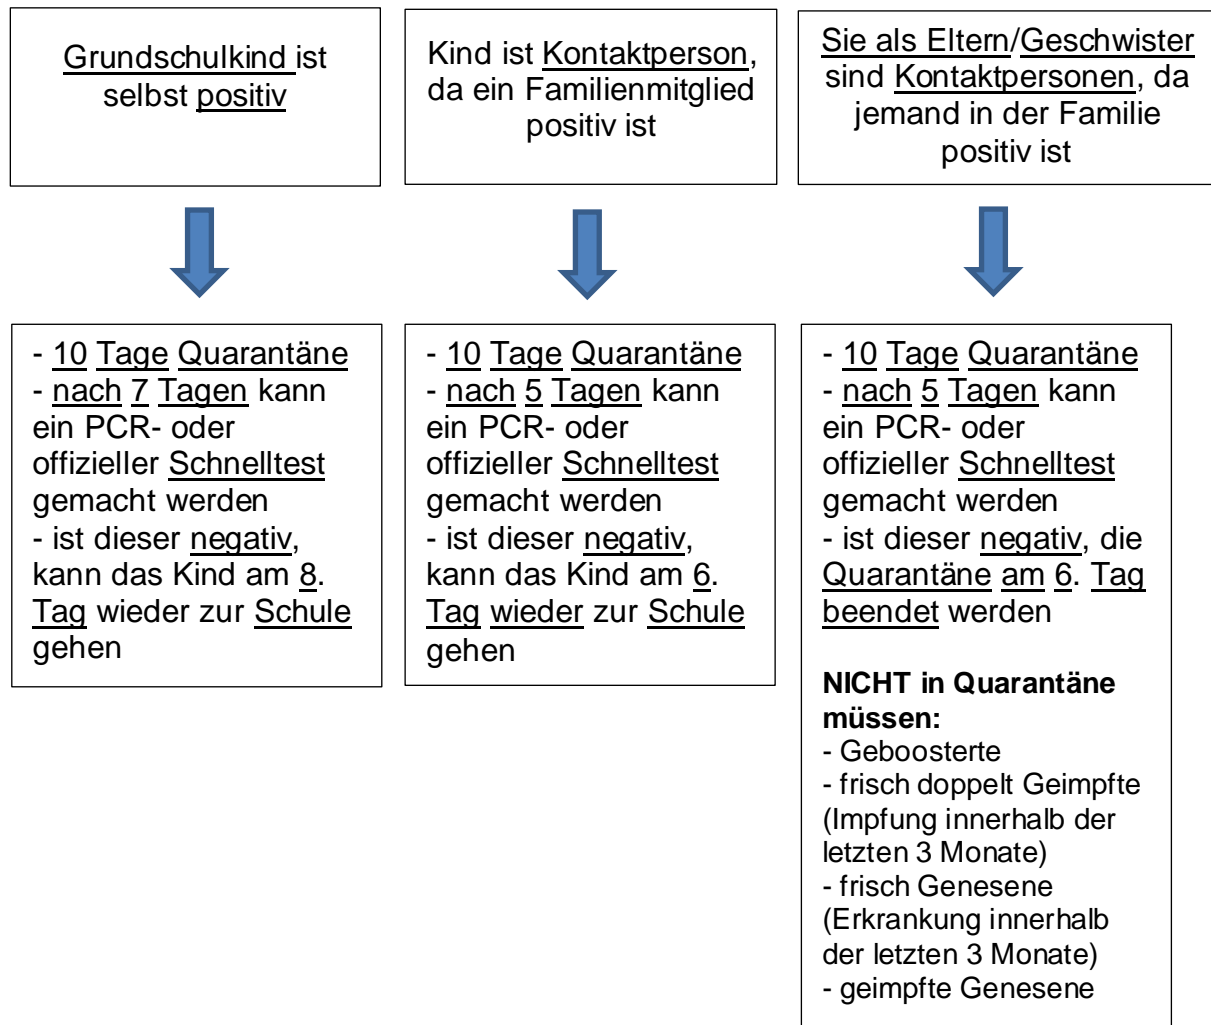 Grundschulkind ist
selbst positiv
Kind ist Kontaktperson,
da ein Familienmitglied
positiv ist
Sie als Eltern/Geschwister
sind Kontaktpersonen, da
jemand in der Familie
positiv ist
- 10 Tage Quarantäne
- nach 7 Tagen kann
ein PCR- oder
offizieller Schnelltest
gemacht werden
- ist dieser negativ,
kann das Kind am 8.
Tag wieder zur Schule
gehen
- 10 Tage Quarantäne
- nach 5 Tagen kann
ein PCR- oder
offizieller Schnelltest
gemacht werden
- ist dieser negativ,
kann das Kind am 6.
Tag wieder zur Schule
gehen
- 10 Tage Quarantäne
- nach 5 Tagen kann
ein PCR- oder
offizieller Schnelltest
gemacht werden
- ist dieser negativ, die
Quarantäne am 6. Tag
beendet werden
NICHT in Quarantäne
müssen:
- Geboosterte
- frisch doppelt Geimpfte
(Impfung innerhalb der
letzten 3 Monate)
- frisch Genesene
(Erkrankung innerhalb
der letzten 3 Monate)
- geimpfte Genesene